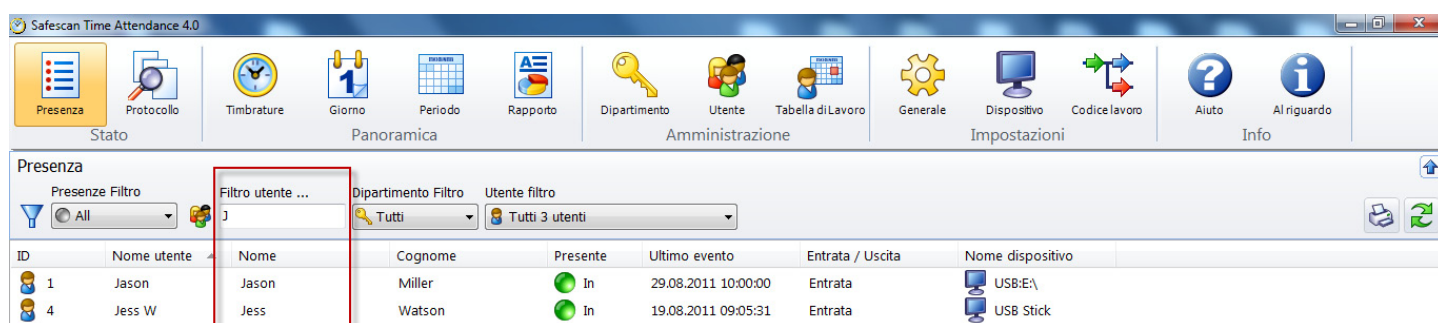 Safescan Time Attendance 4.0
Presenza Protocollo Timbrature Giorno Periodo Rapporto Dipartimento Utente Tabella di Lavoro Generale Dispositivo Codice lavoro Aiuto Al riguardo
Stato Panoramica Amministrazione Impostazioni Info
Presenza
Presenze Filtro Filtro utente ... Dipartimento Filtro Utente filtro
All J Tutti Tutti 3 utenti
ID Nome utente Nome Cognome Presente Ultimo evento Entrata / Uscita Nome dispositivo
1 Jason Jason Miller In 29.08.2011 10:00:00 Entrata USB:E:\
4 Jess W Jess Watson In 19.08.2011 09:05:31 Entrata USB Stick